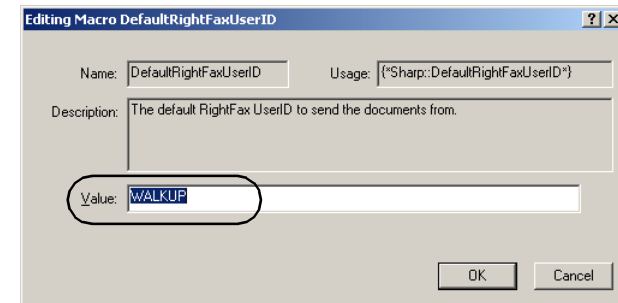 Editing Macro DefaultRightFaxUserID ? X
Name: DefaultRightFaxUserID Usage: {*Sharp::DefaultRightFaxUserID*}
Description: The default RightFax UserID to send the documents from.
Value: WALKUP
OK Cancel